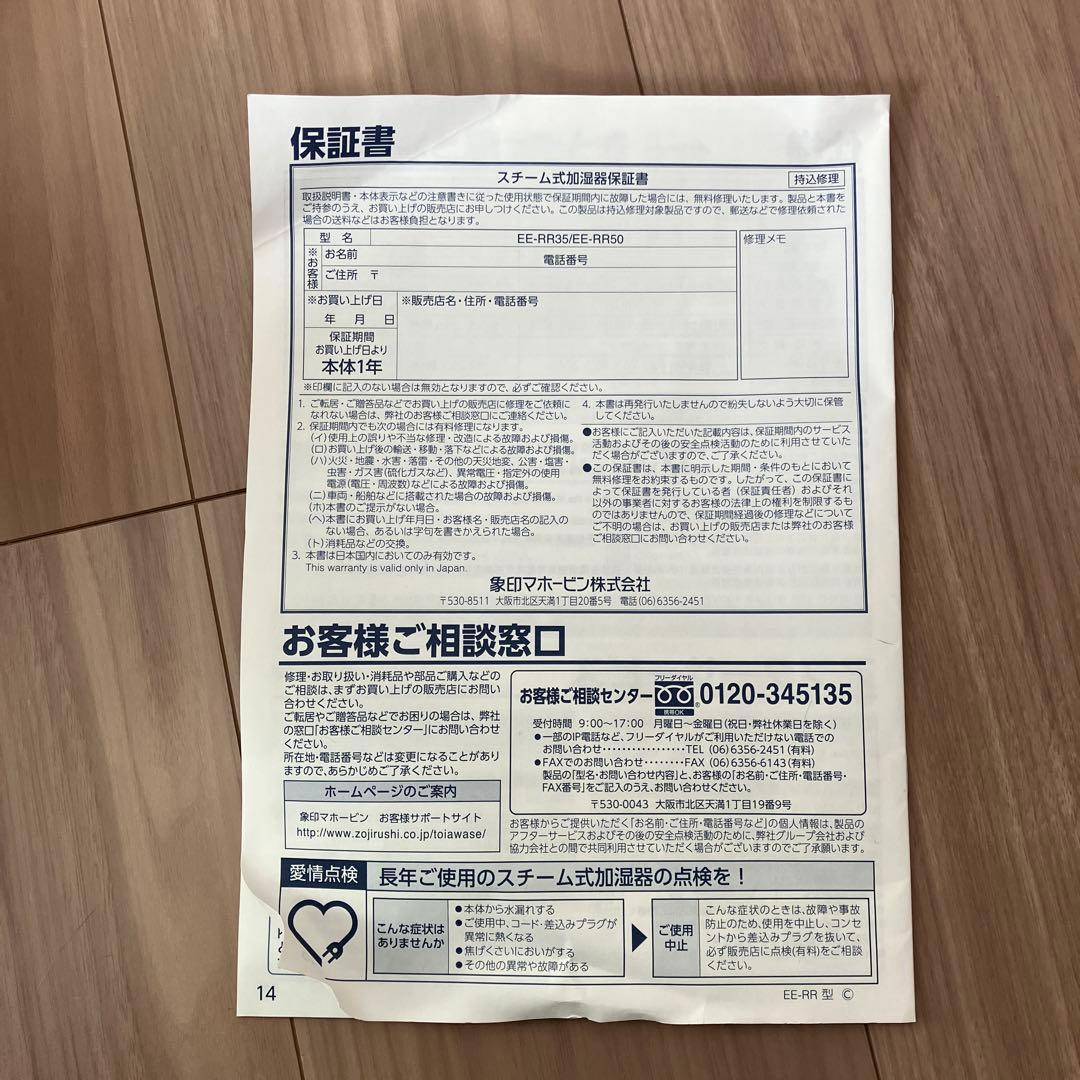 保証書
スチーム式加湿器保証書
持込修理
取扱説明書・本体表示などの注意書きに従った使用状態で保証期間内に故障した場合には、無料修理いたします。製品と本書を
ご持参のうえ、お買い上げの販売店にお申しつけください。この製品は持込修理対象製品ですので、郵送などで修理依頼された
場合の送料などはお客様負担となります。
型 名
EE-RR35/EE-RR50
修理メモ
※お客様
お名前
電話番号
ご住所 〒
※お買い上げ日
年 月 日
※販売店名・住所・電話番号
保証期間
お買い上げ日より
本体1年
※印欄に記入のない場合は無効となりますので、必ずご確認ください。
1. ご転居・ご贈答品などでお買い上げの販売店に修理をご依頼に
なれない場合は、弊社のお客様ご相談窓口にご連絡ください。
2. 保証期間内でも次の場合には有料修理になります。
(イ)使用上の誤りや不当な修理・改造による故障および損傷。
(ロ)お買い上げ後の輸送・移動・落下などによる故障および損傷。
(ハ)火災・地震・水害・落雷・その他の天災地変、公害・塩害・
虫害・ガス害(硫化ガスなど)、異常電圧・指定外の使用
電源(電圧・周波数)などによる故障および損傷。
(ニ)車両・船舶などに搭載された場合の故障および損傷。
(ホ)本書のご提示がない場合。
(ヘ)本書にお買い上げ年月日・お客様名・販売店名の記入の
ない場合、あるいは字句を書きかえられた場合。
(ト)消耗品などの交換。
3. 本書は日本国内においてのみ有効です。
This warranty is valid only in Japan.
4. 本書は再発行いたしませんので紛失しないよう大切に保管
してください。
●お客様にご記入いただいた記載内容は、保証期間内のサービス
活動およびその後の安全点検活動のために利用させていた
だく場合がございますので、ご了承ください。
●この保証書は、本書に明示した期間・条件のもとにおいて
無料修理をお約束するものです。したがって、この保証書に
よって保証書を発行している者（保証責任者）およびそれ
以外の事業者に対するお客様の法律上の権利を制限するもの
ではありませんので、保証期間経過後の修理などについて
ご不明の場合は、お買い上げの販売店または弊社のお客様
ご相談窓口にお問い合わせください。
象印マホービン株式会社
〒530-8511 大阪市北区天満1丁目20番5号 電話(06)6356-2451
お客様ご相談窓口
修理・お取り扱い・消耗品や部品ご購入などの
ご相談は、まずお買い上げの販売店にお問い
合わせください。
ご転居やご贈答品などでお困りの場合は、弊社
の窓口「お客様ご相談センター」にお問い合わせ
ください。
所在地・電話番号などは変更になることがあり
ますので、あらかじめご了承ください。
ホームページのご案内
象印マホービン お客様サポートサイト
http://www.zojirushi.co.jp/toiawase/
お客様ご相談センター
フリーダイヤル
携帯OK
®
0120-345135
受付時間 9:00～17:00 月曜日～金曜日(祝日・弊社休業日を除く)
●一部のIP電話など、フリーダイヤルがご利用いただけない電話での
お問い合わせ・・・・・・・・・・・・・・・・・TEL (06)6356-2451(有料)
●FAXでのお問い合わせ・・・・・・・・FAX (06)6356-6143(有料)
製品の「型名・お問い合わせ内容」と、お客様の「お名前・ご住所・電話番号・
FAX番号」をご記入のうえ、お問い合わせください。
〒530-0043 大阪市北区天満1丁目19番9号
お客様からご提供いただく「お名前・ご住所・電話番号など」の個人情報は、製品の
アフターサービスおよびその後の安全点検活動のために、弊社グループ会社および
協力会社との間で共同利用させていただく場合がございますのでご了承願います。
愛情点検
長年ご使用のスチーム式加湿器の点検を！
こんな症状は
ありませんか
●本体から水漏れする
●ご使用中、コード・差込みプラグが
異常に熱くなる
●焦げくさいにおいがする
●その他の異常や故障がある
ご使用
中止
こんな症状のときは、故障や事故
防止のため、使用を中止し、コンセ
ントから差込みプラグを抜いて、
必ず販売店に点検(有料)をご相談
ください。
14
EE-RR 型 Ⓒ